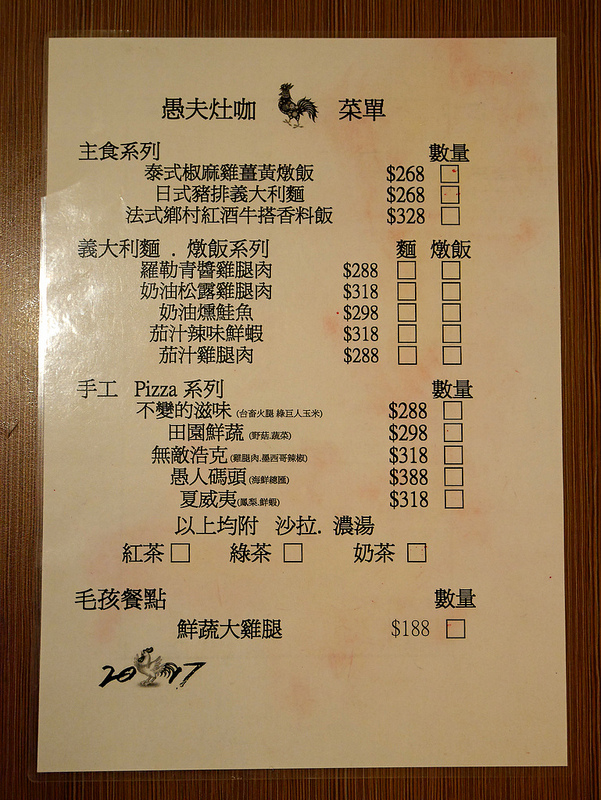 愚夫灶咖 菜單
主食系列 數量
泰式椒麻雞薑黃燉飯 $268 □
日式豬排義大利麵 $268 □
法式鄉村紅酒牛搭香料飯 $328 □
義大利麵 . 燉飯系列 麵 燉飯
羅勒青醬雞腿肉 $288 □ □
奶油松露雞腿肉 $318 □ □
奶油燻鮭魚 $298 □ □
茄汁辣味鮮蝦 $318 □ □
茄汁雞腿肉 $288 □ □
手工 Pizza 系列 數量
不變的滋味 (台畜火腿 綠巨人玉米) $288 □
田園鮮蔬 (野菇.蔬菜) $298 □
無敵浩克 (雞腿肉.墨西哥辣椒) $318 □
愚人碼頭 (海鮮總匯) $388 □
夏威夷 (鳳梨.鮮蝦) $318 □
以上均附 沙拉. 濃湯
紅茶 □ 綠茶 □ 奶茶 □
毛孩餐點 數量
鮮蔬大雞腿 $188 □
2017